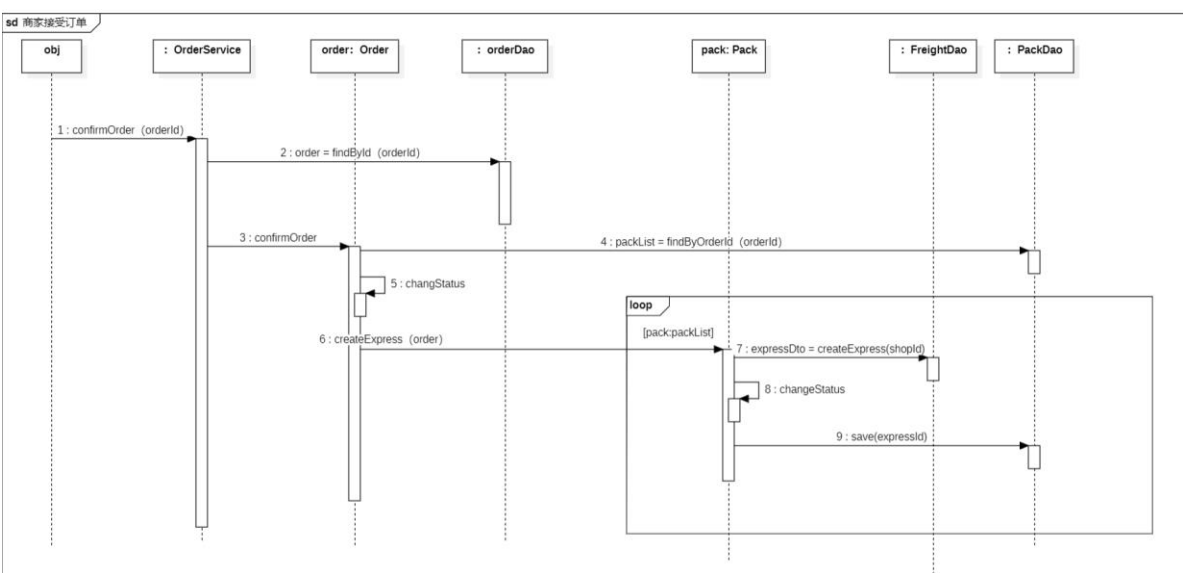 sd 商家接受订单
obj
: OrderService
order: Order
: orderDao
pack: Pack
: FreightDao
: PackDao
1 : confirmOrder（orderId）
2 : order = findById（orderId）
3 : confirmOrder
4 : packList = findByOrderId（orderId）
5 : changStatus
loop
[pack:packList]
6 : createExpress（order）
7 : expressDto = createExpress(shopId)
8 : changeStatus
9 : save(expressId)